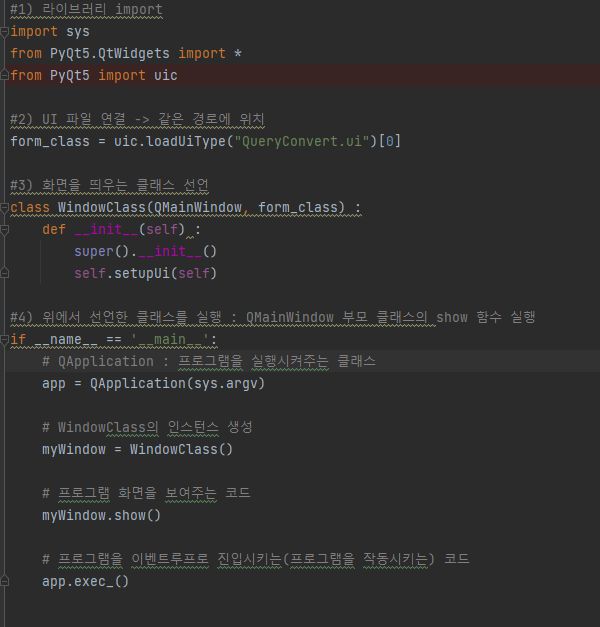 #1) 라이브러리 import
import sys
from PyQt5.QtWidgets import *
from PyQt5 import uic
#2) UI 파일 연결 -> 같은 경로에 위치
form_class = uic.loadUiType("QueryConvert.ui")[0]
#3) 화면을 띄우는 클래스 선언
class WindowClass(QMainWindow, form_class) :
def __init__(self) :
super().__init__()
self.setupUi(self)
#4) 위에서 선언한 클래스를 실행 : QMainWindow 부모 클래스의 show 함수 실행
if __name__ == '__main__':
# QApplication : 프로그램을 실행시켜주는 클래스
app = QApplication(sys.argv)
# WindowClass의 인스턴스 생성
myWindow = WindowClass()
# 프로그램 화면을 보여주는 코드
myWindow.show()
# 프로그램을 이벤트루프로 진입시키는(프로그램을 작동시키는) 코드
app.exec_()